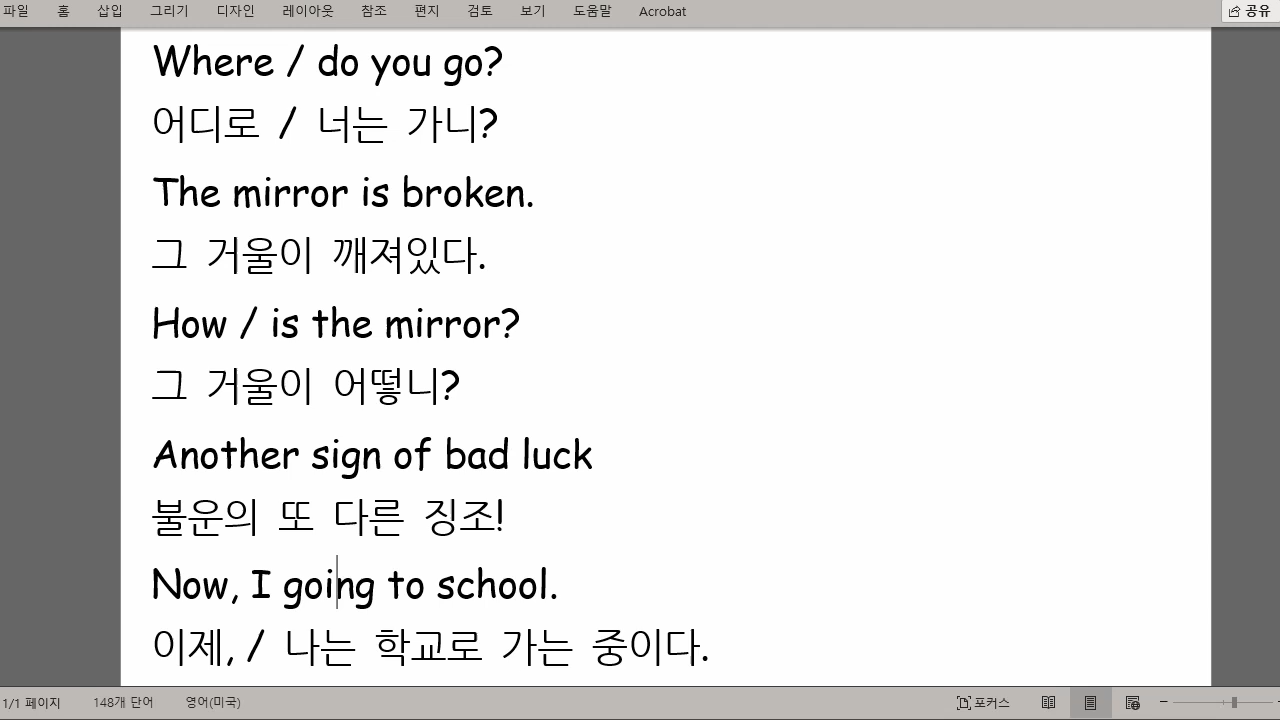 파일 홈 삽입 그리기 디자인 레이아웃 참조 편지 검토 보기 도움말 Acrobat 공유
Where / do you go?
어디로 / 너는 가니?
The mirror is broken.
그 거울이 깨져있다.
How / is the mirror?
그 거울이 어떻니?
Another sign of bad luck
불운의 또 다른 징조!
Now, I going to school.
이제, / 나는 학교로 가는 중이다.
1/1 페이지 148개 단어 영어(미국) 포커스